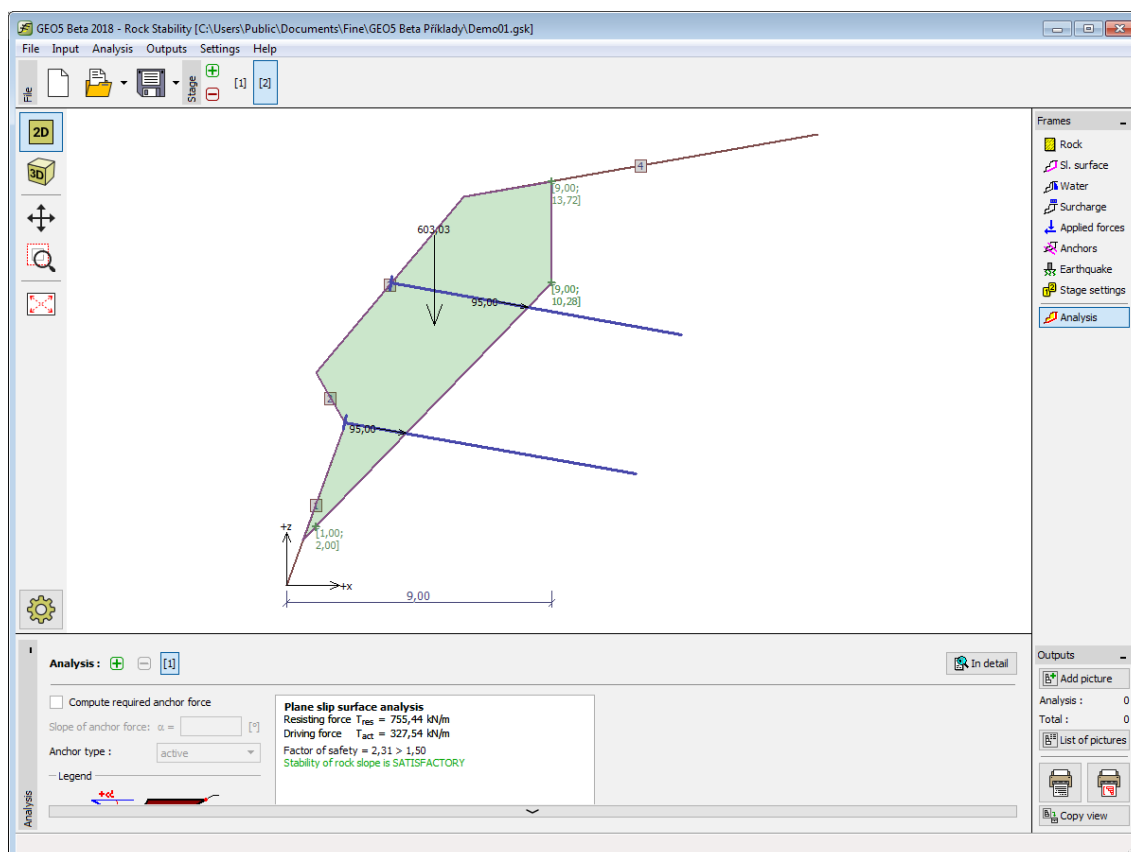 GEO5 Beta 2018 - Rock Stability [C:\Users\Public\Documents\Fine\GEO5 Beta Příklady\Demo01.gsk]
File Input Analysis Outputs Settings Help
File
Stage
[1] [2]
2D
3D
4
[9,00;
13,72]
603,03
3
95,00
[9,00;
10,28]
2
95,00
1
[1,00;
2,00]
+z
+x
9,00
Frames
Rock
Sl. surface
Water
Surcharge
Applied forces
Anchors
Earthquake
Stage settings
Analysis
Analysis
Analysis : [1]
In detail
Compute required anchor force
Slope of anchor force: α = [°]
Anchor type : active
Legend
+α
Plane slip surface analysis
Resisting force Tres = 755,44 kN/m
Driving force Tact = 327,54 kN/m
Factor of safety = 2,31 > 1,50
Stability of rock slope is SATISFACTORY
Outputs
Add picture
Analysis : 0
Total : 0
List of pictures
Copy view